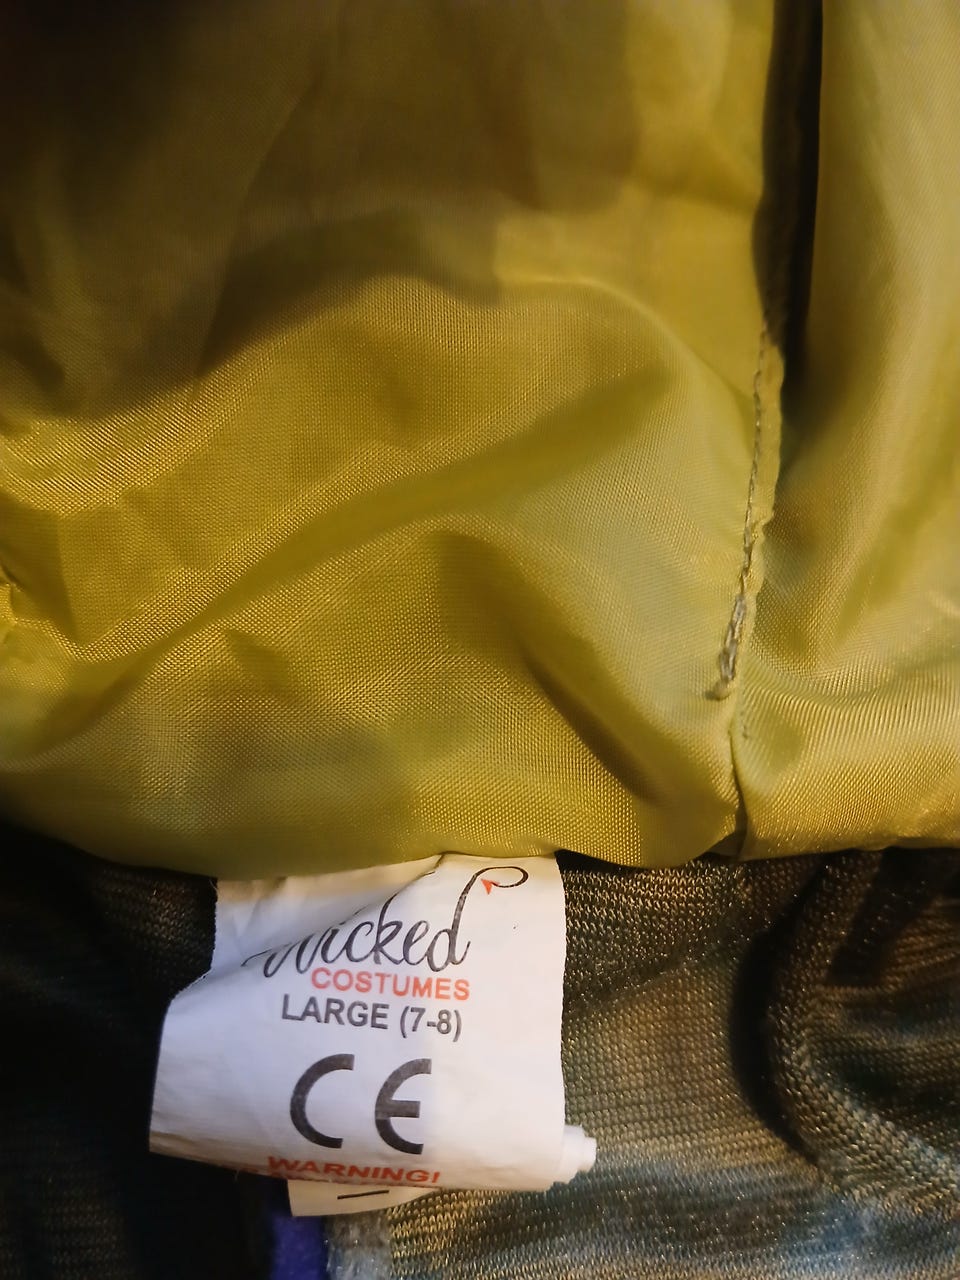 Wicked
COSTUMES
LARGE (7-8)
CE
WARNING!